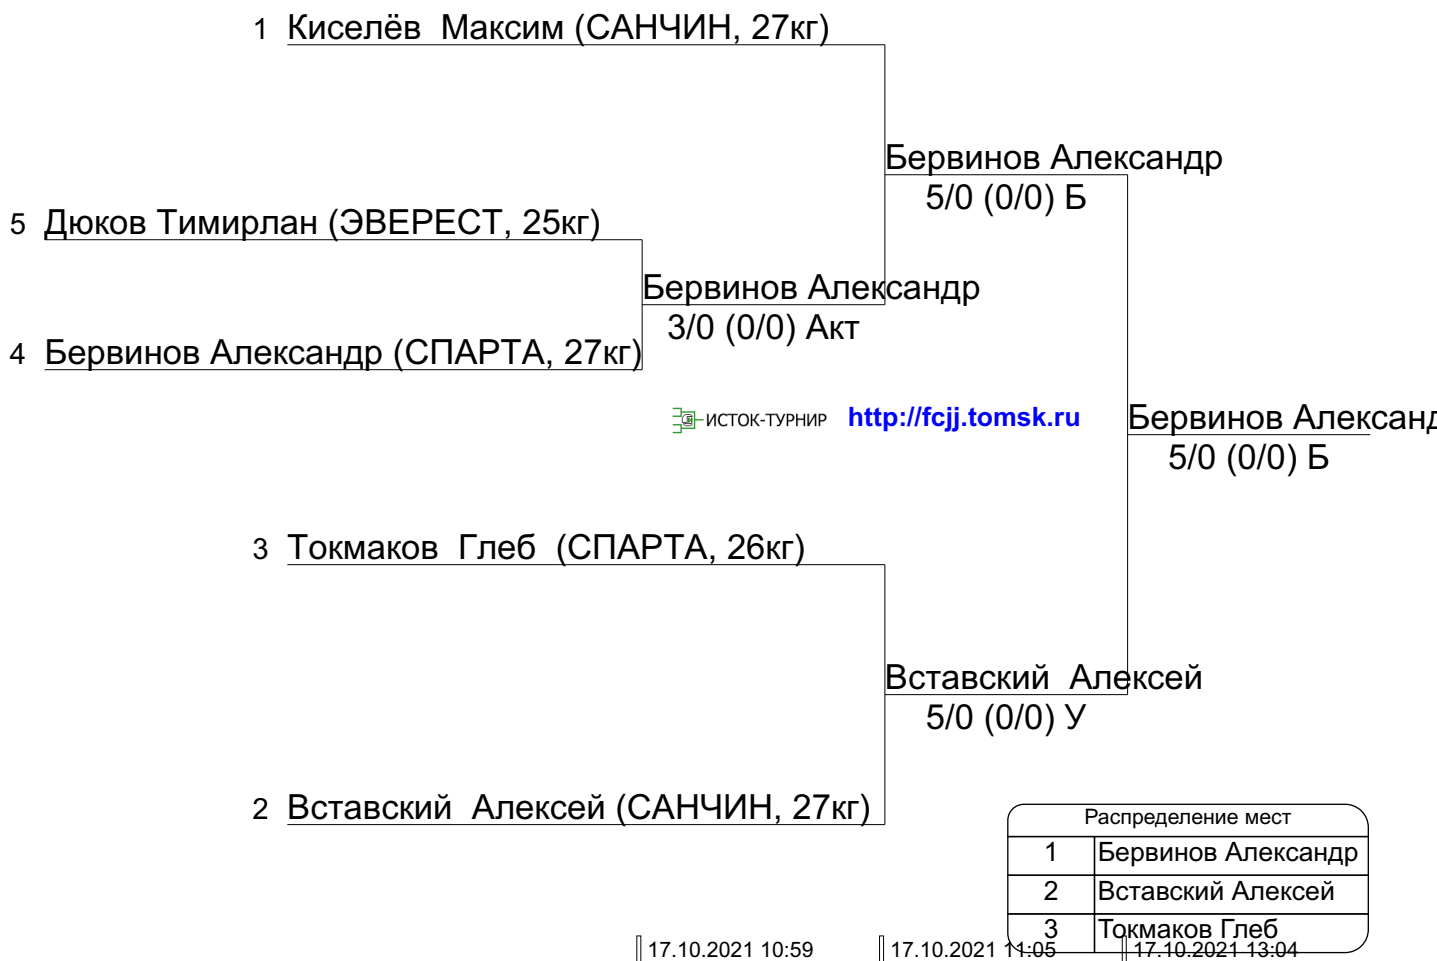 1 Киселёв Максим (САНЧИН, 27кг)
Бервинов Александр
5/0 (0/0) Б
5 Дюков Тимирлан (ЭВЕРЕСТ, 25кг)
Бервинов Александр
3/0 (0/0) Акт
4 Бервинов Александр (СПАРТА, 27кг)
ИСТОК-ТУРНИР http://fcjj.tomsk.ru
Бервинов Александ
5/0 (0/0) Б
3 Токмаков Глеб (СПАРТА, 26кг)
Вставский Алексей
5/0 (0/0) У
2 Вставский Алексей (САНЧИН, 27кг)
Распределение мест
1 Бервинов Александр
2 Вставский Алексей
3 Токмаков Глеб
17.10.2021 10:59 17.10.2021 11:05 17.10.2021 13:04